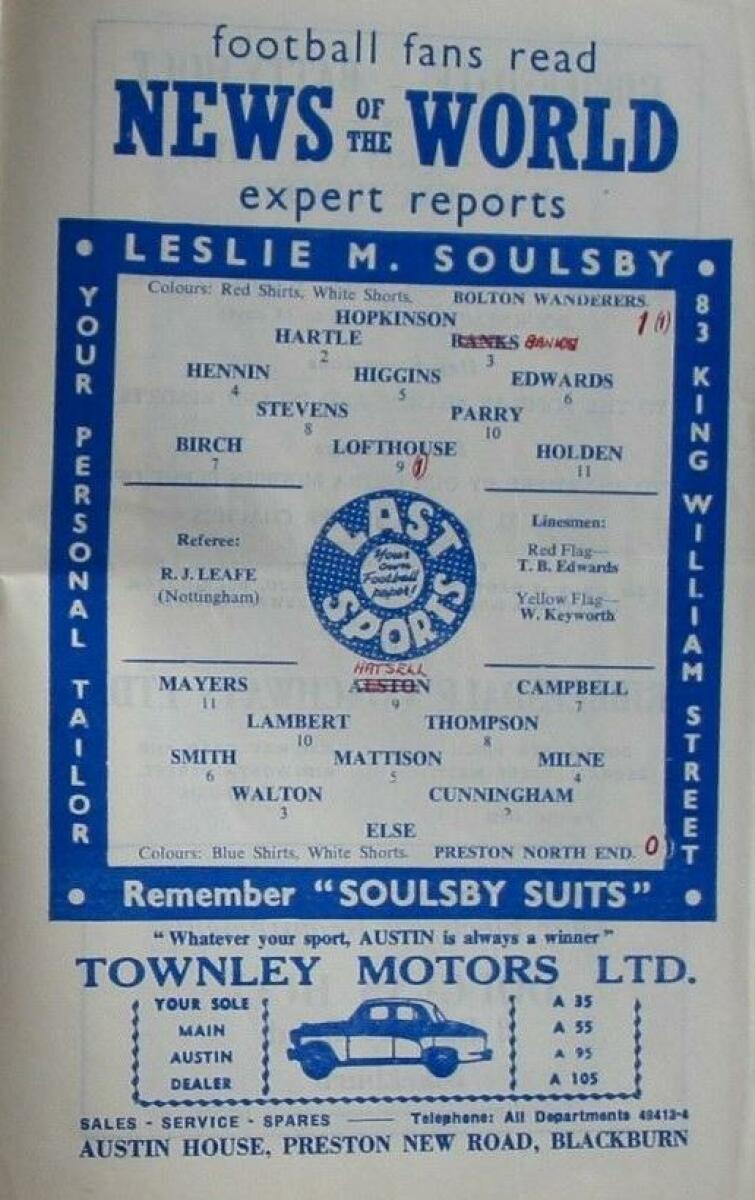 football fans read
NEWS OF THE WORLD
expert reports
• LESLIE M. SOULSBY •
YOUR PERSONAL TAILOR
83 KING WILLIAM STREET
Colours: Red Shirts, White Shorts. BOLTON WANDERERS. 1 (1)
HOPKINSON
HARTLE BANKS BANKS
2 3
HENNIN HIGGINS EDWARDS
4 5 6
STEVENS PARRY
8 10
BIRCH LOFTHOUSE HOLDEN
7 9 (1) 11
Referee:
R. J. LEAFE
(Nottingham)
LAST SPORTS
Your
own
Football
paper!
Linesmen:
Red Flag—
T. B. Edwards
Yellow Flag—
W. Keyworth
HATSELL
MAYERS ALSTON CAMPBELL
11 9 7
LAMBERT THOMPSON
10 8
SMITH MATTISON MILNE
6 5 4
WALTON CUNNINGHAM
3 2
ELSE
Colours: Blue Shirts, White Shorts. PRESTON NORTH END. 0
• Remember "SOULSBY SUITS" •
"Whatever your sport, AUSTIN is always a winner"
TOWNLEY MOTORS LTD.
YOUR SOLE
MAIN
AUSTIN
DEALER
A 35
A 55
A 95
A 105
SALES - SERVICE - SPARES —— Telephone: All Departments 49413-4
AUSTIN HOUSE, PRESTON NEW ROAD, BLACKBURN